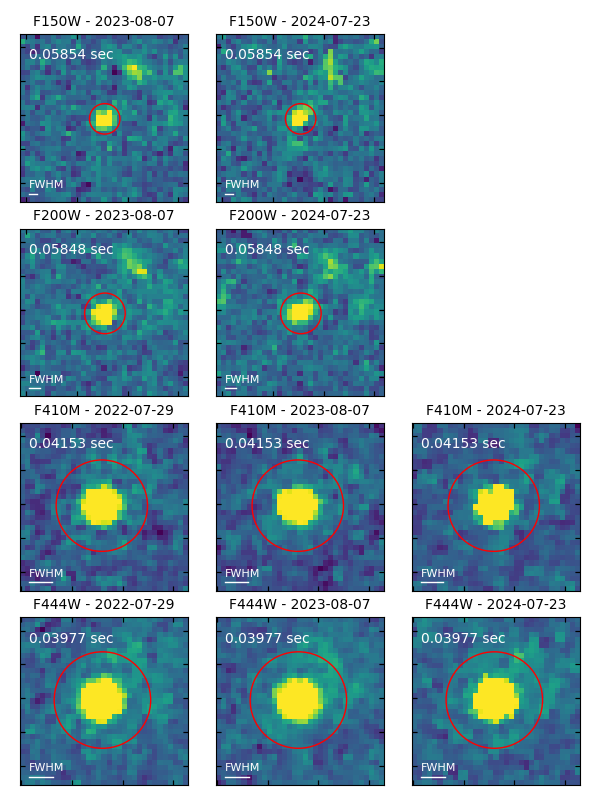 F150W - 2023-08-07
F150W - 2024-07-23
0.05854 sec
0.05854 sec
FWHM
FWHM
F200W - 2023-08-07
F200W - 2024-07-23
0.05848 sec
0.05848 sec
FWHM
FWHM
F410M - 2022-07-29
F410M - 2023-08-07
F410M - 2024-07-23
0.04153 sec
0.04153 sec
0.04153 sec
FWHM
FWHM
FWHM
F444W - 2022-07-29
F444W - 2023-08-07
F444W - 2024-07-23
0.03977 sec
0.03977 sec
0.03977 sec
FWHM
FWHM
FWHM